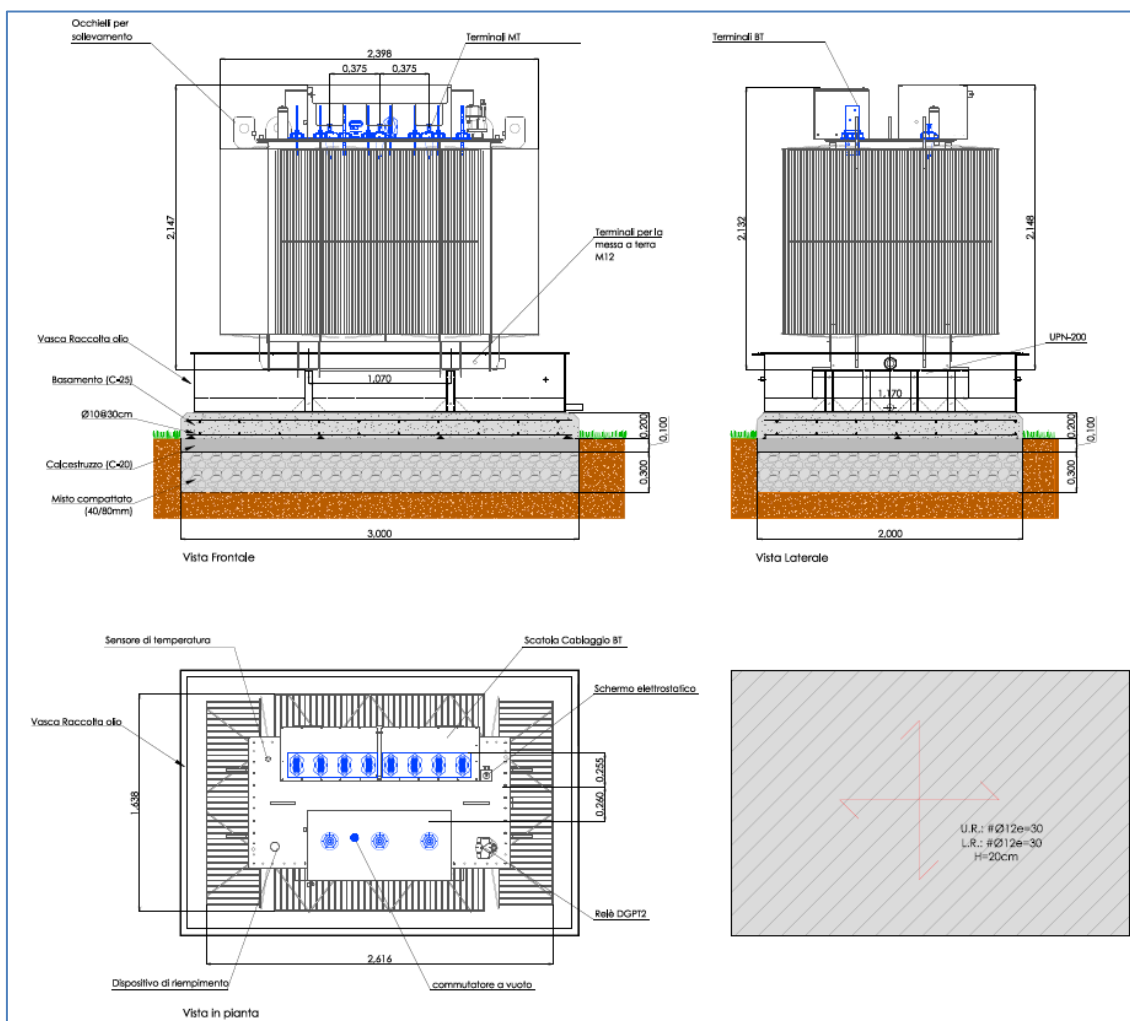 Occhielli per
sollevamento
Terminali MT
2,398
0,375
0,375
2,147
Terminali per la
messa a terra
M12
Vasca Raccolta olio
Basamento (C-25)
Ø10@30cm
Calcestruzzo (C-20)
Misto compattato
(40/80mm)
1,070
0,200
0,100
0,300
3,000
Vista Frontale
Terminali BT
2,132
2,148
UPN-200
1,170
0,200
0,100
0,300
2,000
Vista Laterale
Sensore di temperatura
Scatola Cablaggio BT
Schermo elettrostatico
Vasca Raccolta olio
1,638
0,255
0,260
Relè DGPT2
2,616
Dispositivo di riempimento
commutatore a vuoto
Vista in pianta
U.R.: #Ø12e=30
L.R.: #Ø12e=30
H=20cm